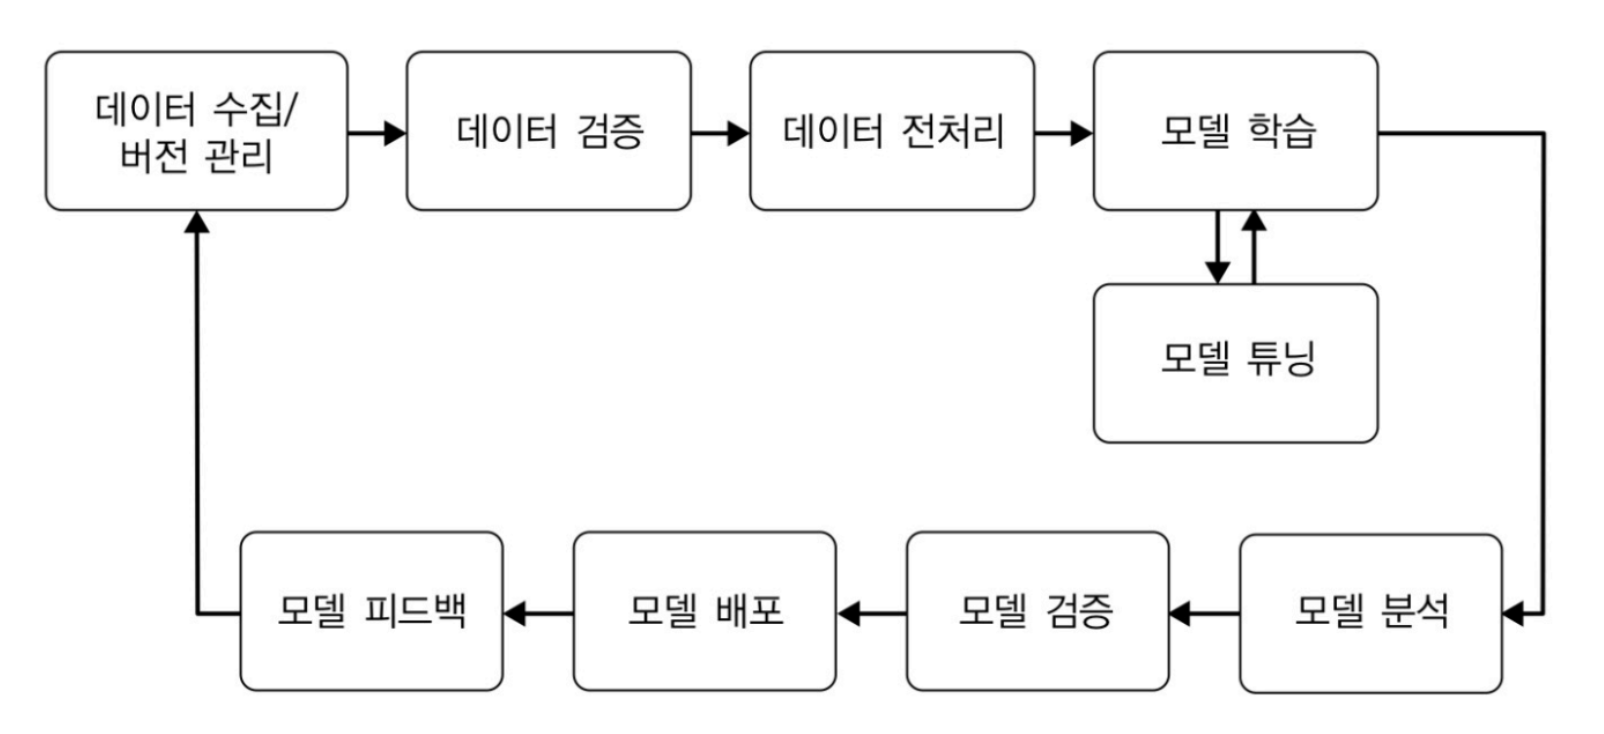 데이터 수집/
버전 관리
데이터 검증
데이터 전처리
모델 학습
모델 튜닝
모델 피드백
모델 배포
모델 검증
모델 분석